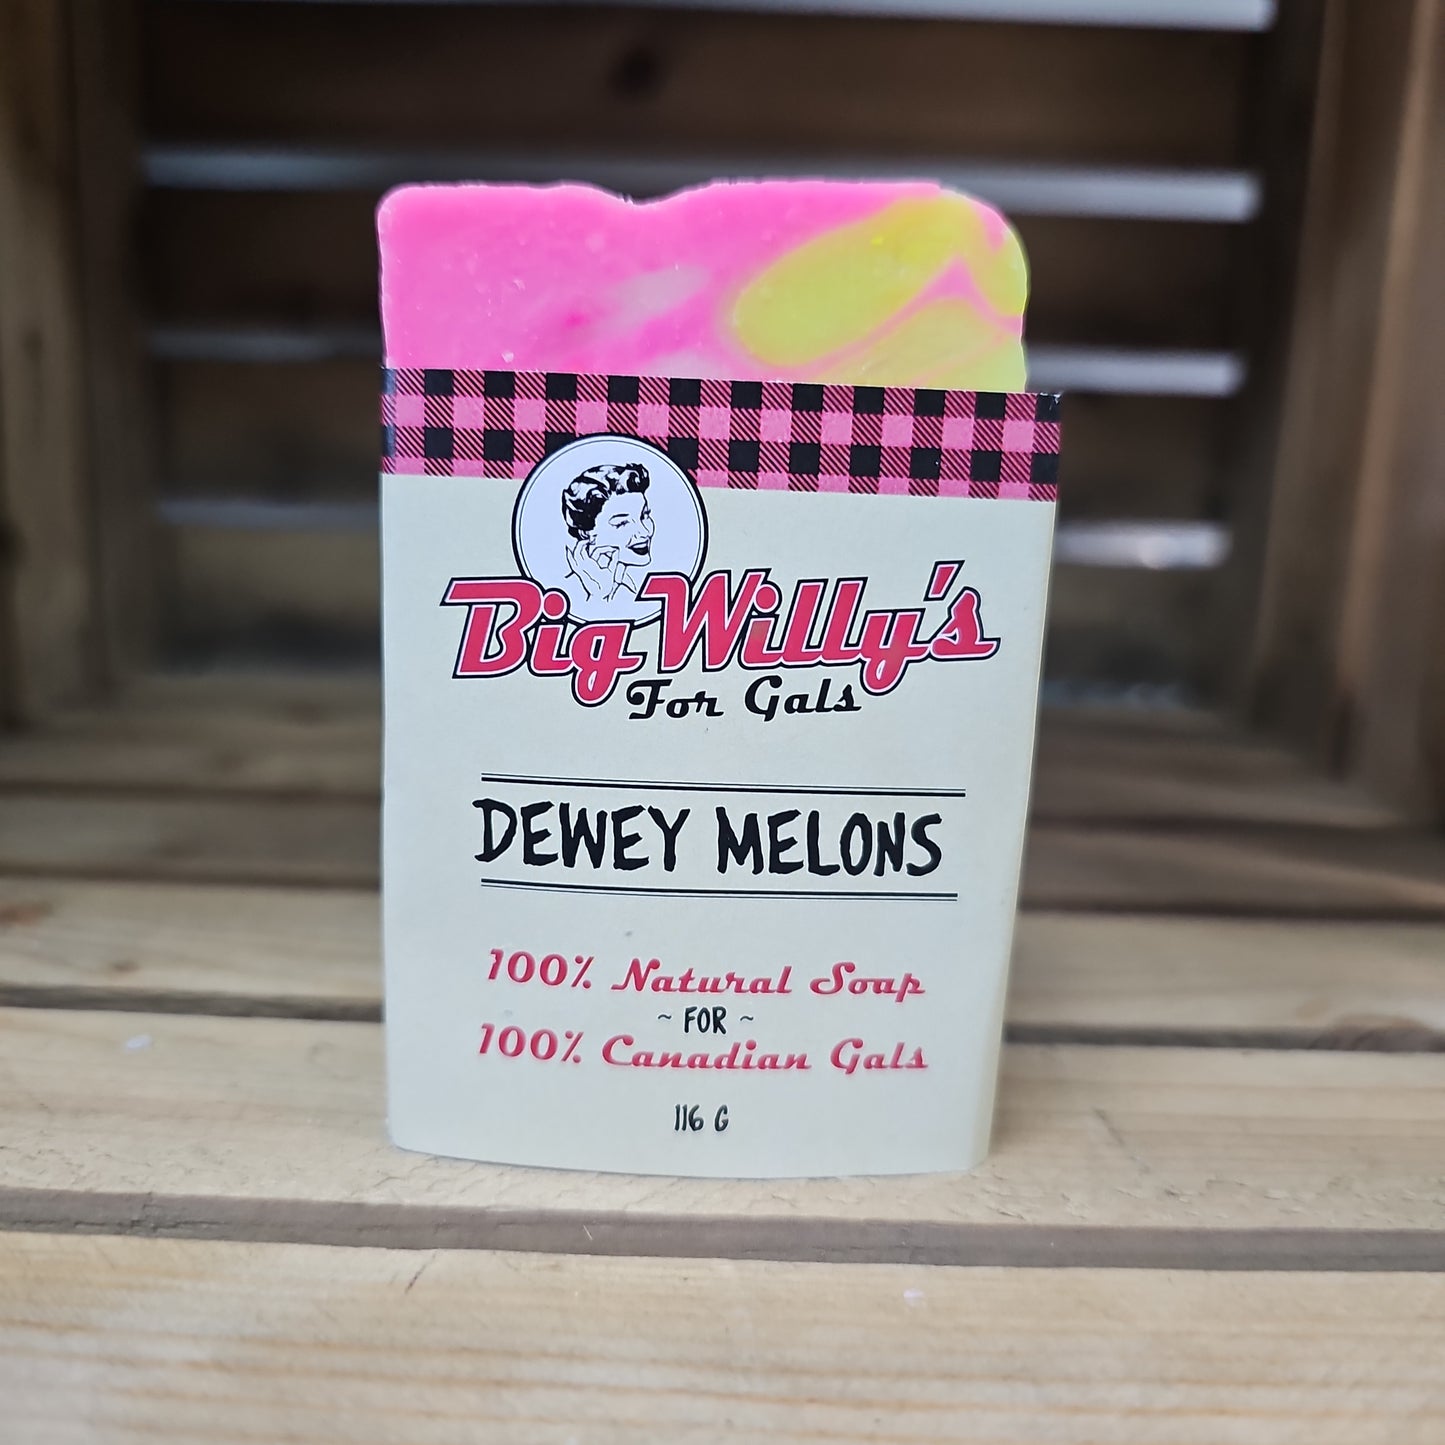 Big Willy's
For Gals
DEWEY MELONS
100% Natural Soap
~ FOR ~
100% Canadian Gals
116 G